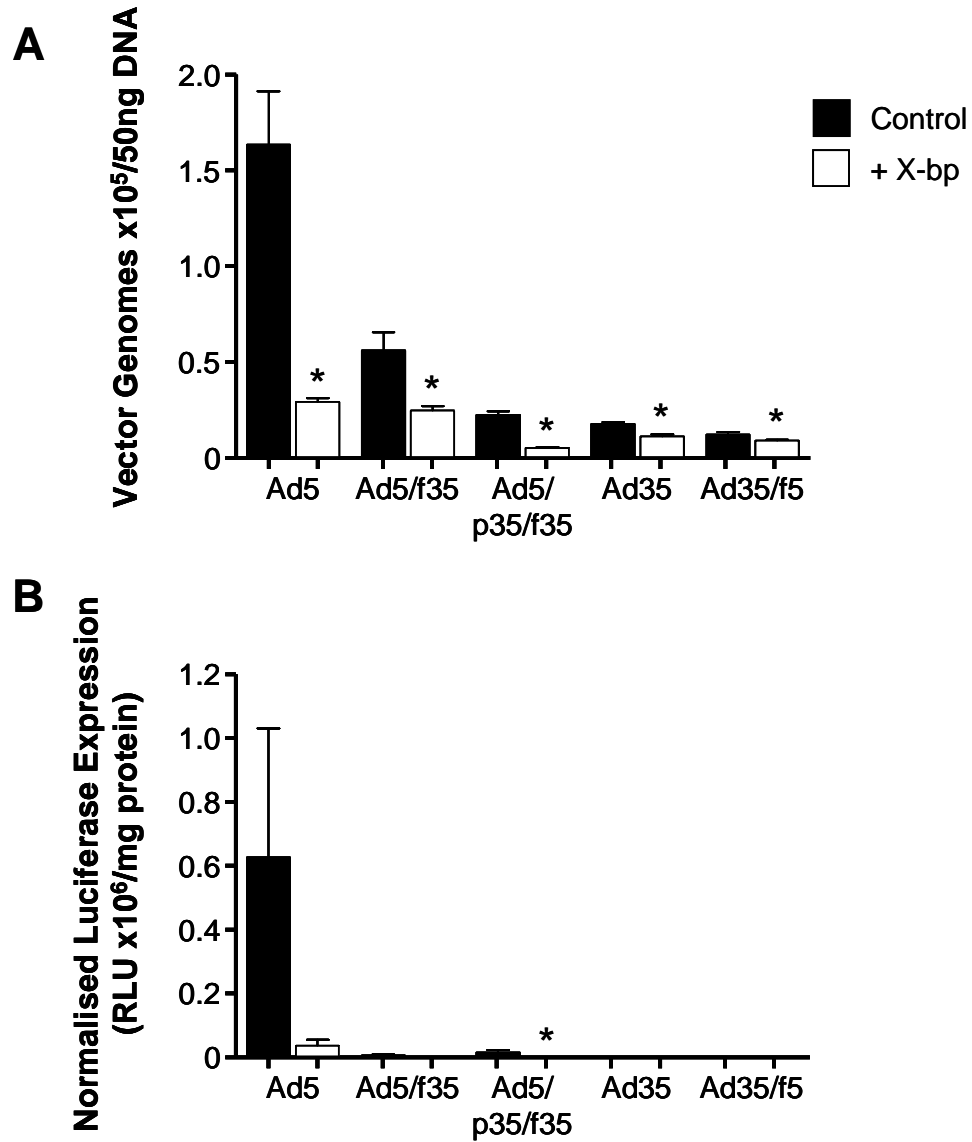 A
Vector Genomes x10⁵/50ng DNA
2.0
1.5
1.0
0.5
0
* * * * *
Control
+ X-bp
Ad5 Ad5/f35 Ad5/ Ad35 Ad35/f5
p35/f35
B
Normalised Luciferase Expression
(RLU x10⁶/mg protein)
1.2
1.0
0.8
0.6
0.4
0.2
0
*
Ad5 Ad5/f35 Ad5/ Ad35 Ad35/f5
p35/f35